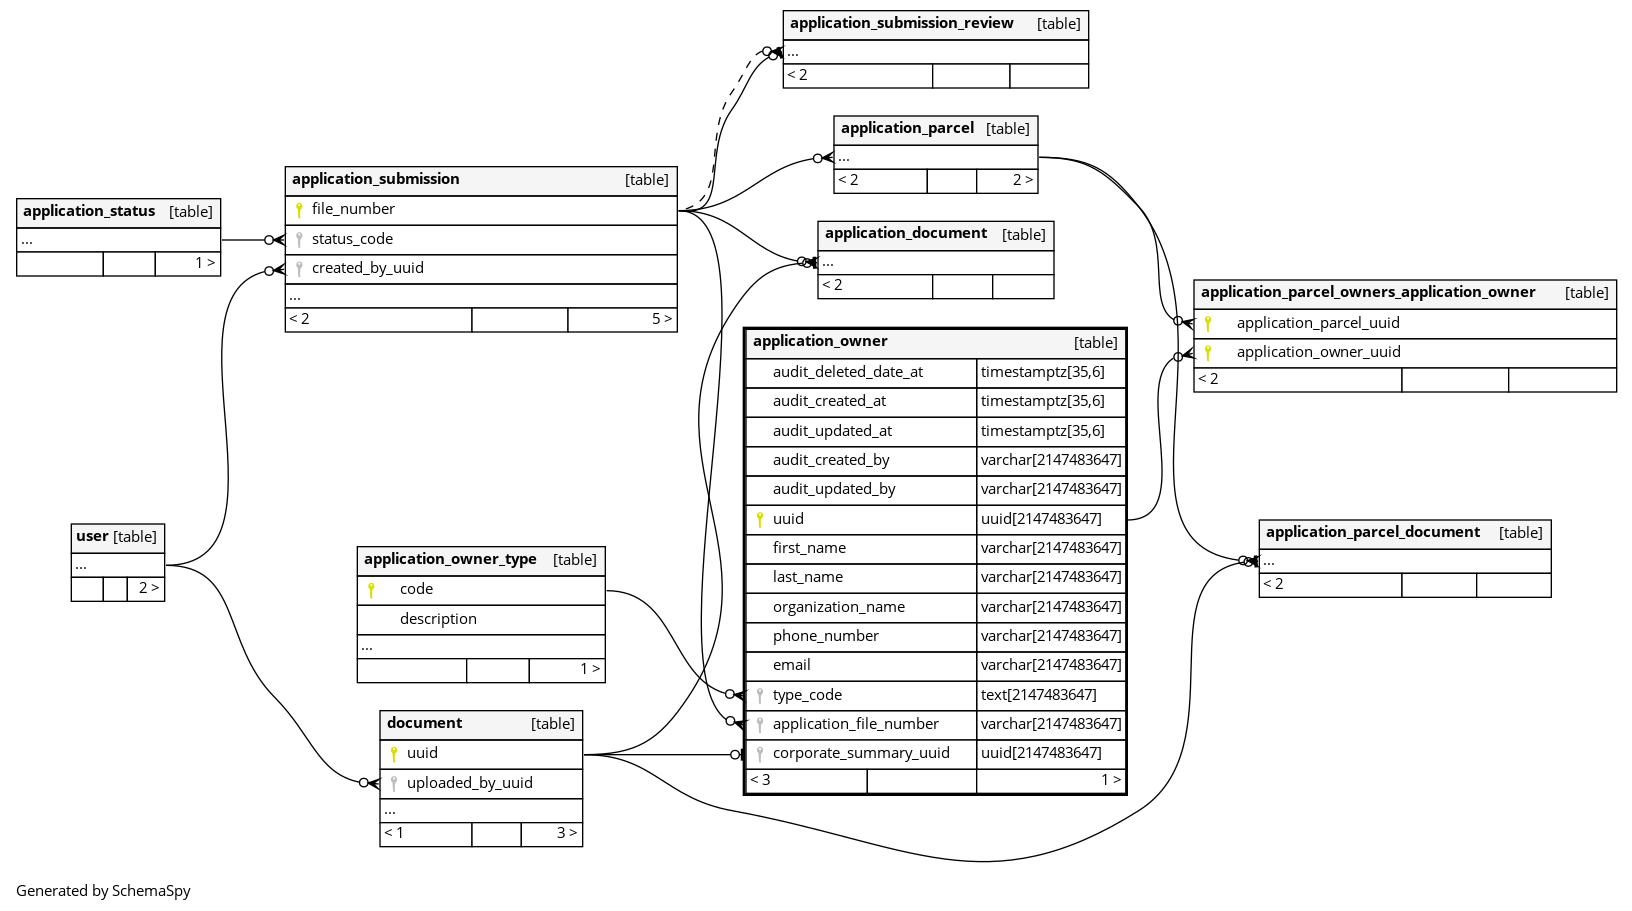 application_submission_review [table]
...
< 2
application_parcel [table]
...
< 2 2 >
application_submission [table]
file_number
status_code
created_by_uuid
...
< 2 5 >
application_status [table]
...
1 >
application_document [table]
...
< 2
application_parcel_owners_application_owner [table]
application_parcel_uuid
application_owner_uuid
< 2
application_owner [table]
audit_deleted_date_at timestamptz[35,6]
audit_created_at timestamptz[35,6]
audit_updated_at timestamptz[35,6]
audit_created_by varchar[2147483647]
audit_updated_by varchar[2147483647]
uuid uuid[2147483647]
first_name varchar[2147483647]
last_name varchar[2147483647]
organization_name varchar[2147483647]
phone_number varchar[2147483647]
email varchar[2147483647]
type_code text[2147483647]
application_file_number varchar[2147483647]
corporate_summary_uuid uuid[2147483647]
< 3 1 >
user [table]
...
2 >
application_owner_type [table]
code
description
...
1 >
application_parcel_document [table]
...
< 2
document [table]
uuid
uploaded_by_uuid
...
< 1 3 >
Generated by SchemaSpy